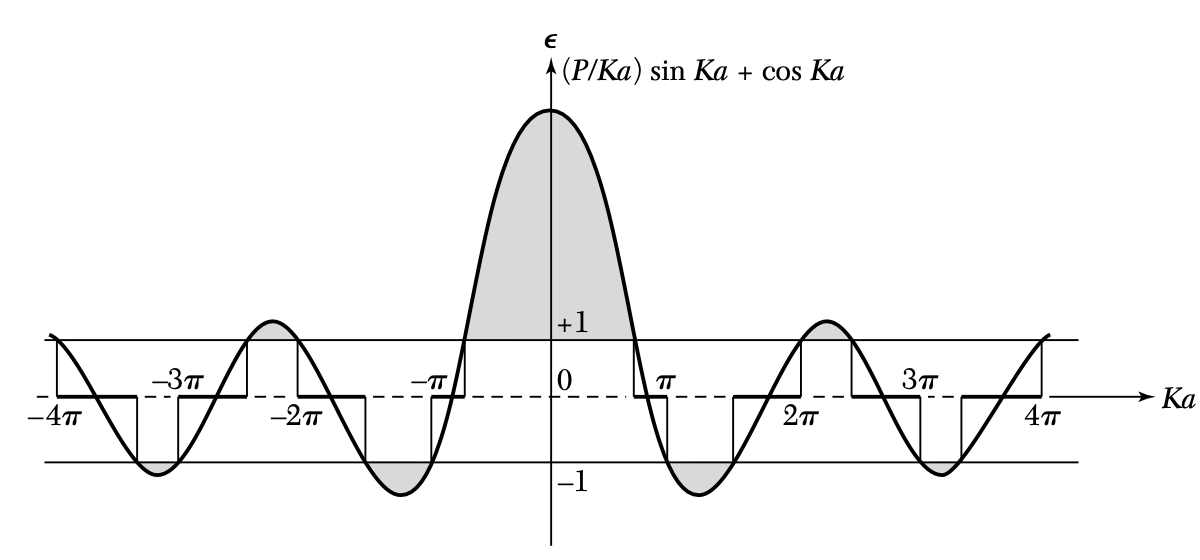 ϵ
(P/Ka) sin Ka + cos Ka
+1
–3π –π 0 π 3π
Ka
–4π –2π 2π 4π
–1